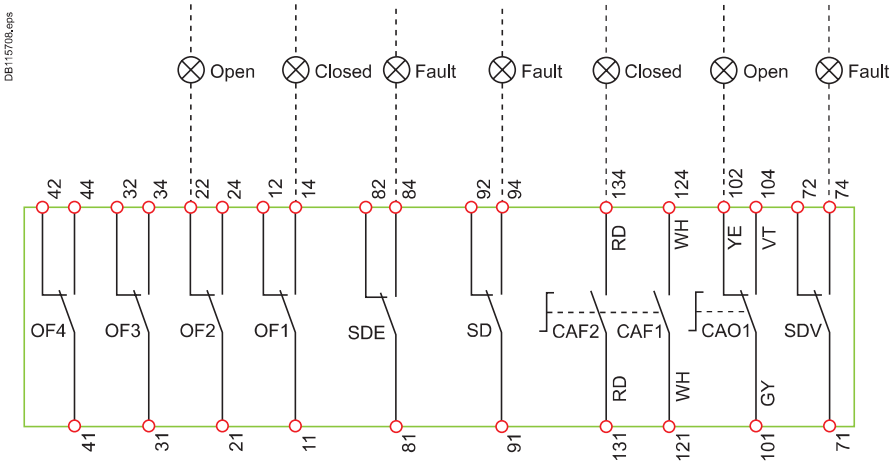 DB115708.eps
Open
Closed
Fault
Fault
Closed
Open
Fault
42
44
32
34
22
24
12
14
82
84
92
94
134
124
102
104
72
74
RD
WH
YE
VT
OF4
OF3
OF2
OF1
SDE
SD
CAF2
CAF1
CAO1
SDV
RD
WH
GY
41
31
21
11
81
91
131
121
101
71